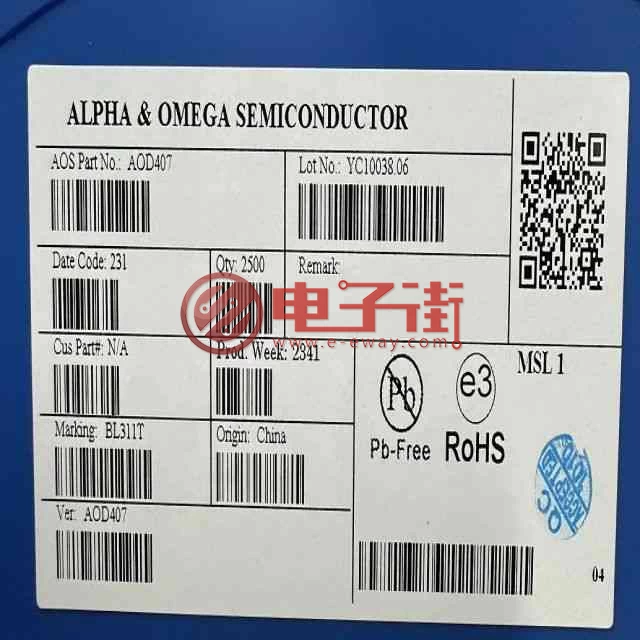 ALPHA & OMEGA SEMICONDUCTOR
AOS Part No.: AOD407
Lot No.: YC10038.06
Date Code: 231
Qty: 2500
Remark:
电子街
www.e-eway.com
Cus Part#: N/A
Prod. Week: 2341
MSL 1
Pb
e3
Pb-Free
RoHS
Marking: BL311T
Origin: China
QC
Ver: AOD407
04